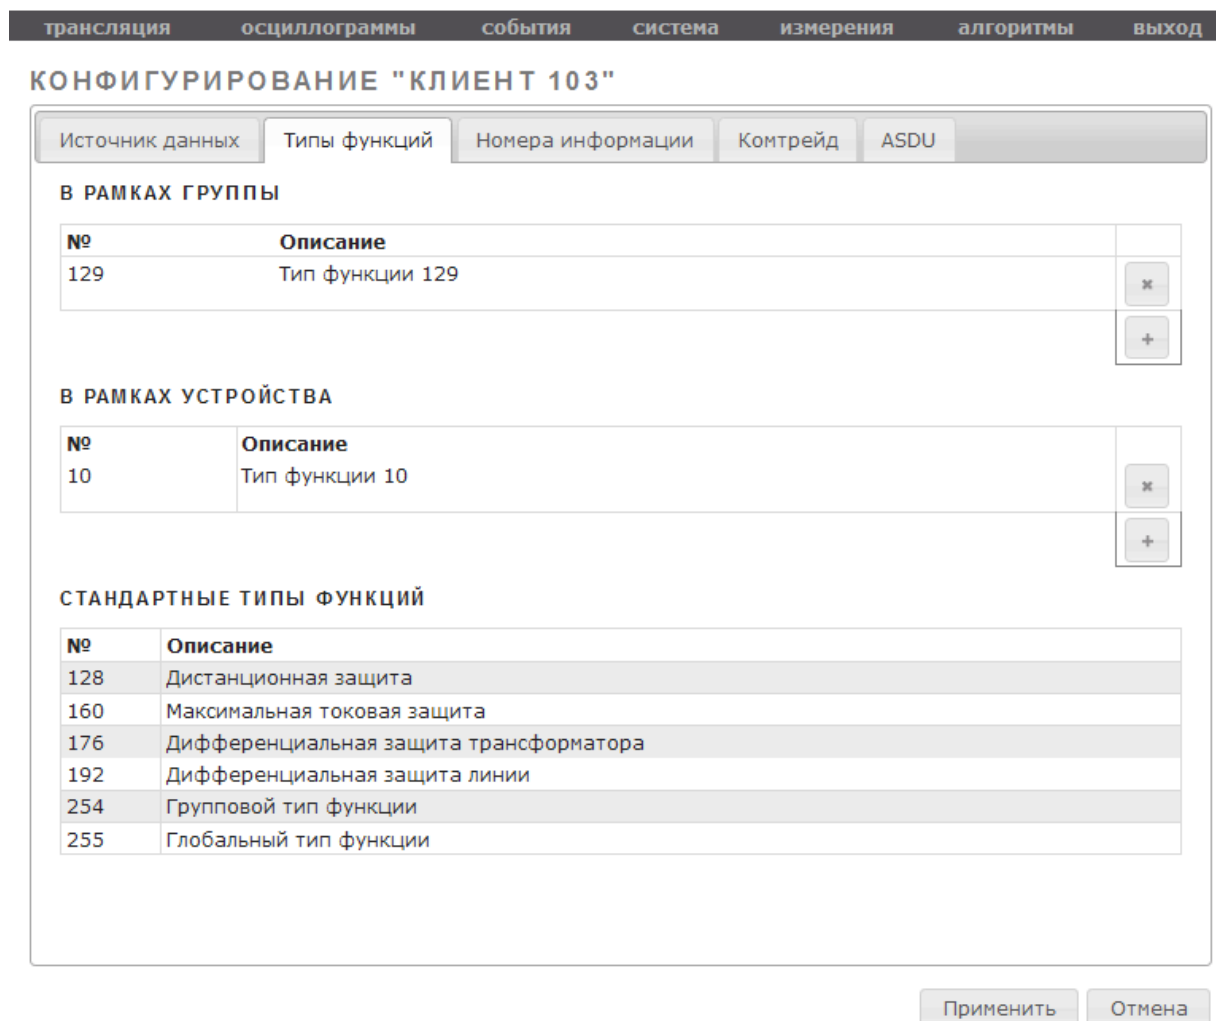 трансляция осциллограммы события система измерения алгоритмы выход
КОНФИГУРИРОВАНИЕ "КЛИЕНТ 103"
Источник данных Типы функций Номера информации Комтрейд ASDU
В РАМКАХ ГРУППЫ
№ Описание
129 Тип функции 129
В РАМКАХ УСТРОЙСТВА
№ Описание
10 Тип функции 10
СТАНДАРТНЫЕ ТИПЫ ФУНКЦИЙ
№ Описание
128 Дистанционная защита
160 Максимальная токовая защита
176 Дифференциальная защита трансформатора
192 Дифференциальная защита линии
254 Групповой тип функции
255 Глобальный тип функции
Применить Отмена